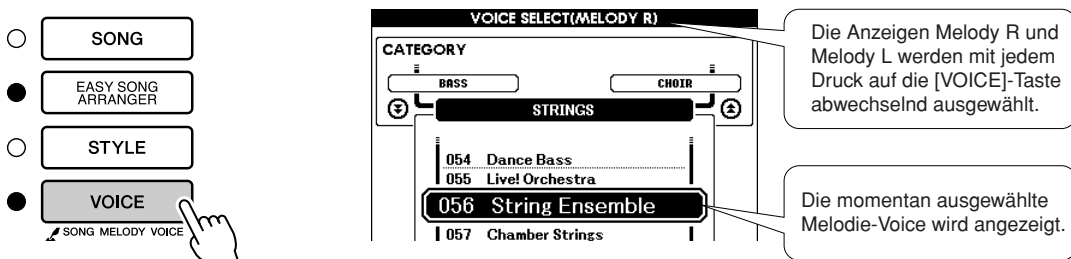 SONG
EASY SONG
ARRANGER
STYLE
VOICE
SONG MELODY VOICE
VOICE SELECT(MELODY R)
CATEGORY
BASS
CHOIR
STRINGS
054 Dance Bass
055 Live! Orchestra
056 String Ensemble
057 Chamber Strings
Die Anzeigen Melody R und
Melody L werden mit jedem
Druck auf die [VOICE]-Taste
abwechselnd ausgewählt.
Die momentan ausgewählte
Melodie-Voice wird angezeigt.